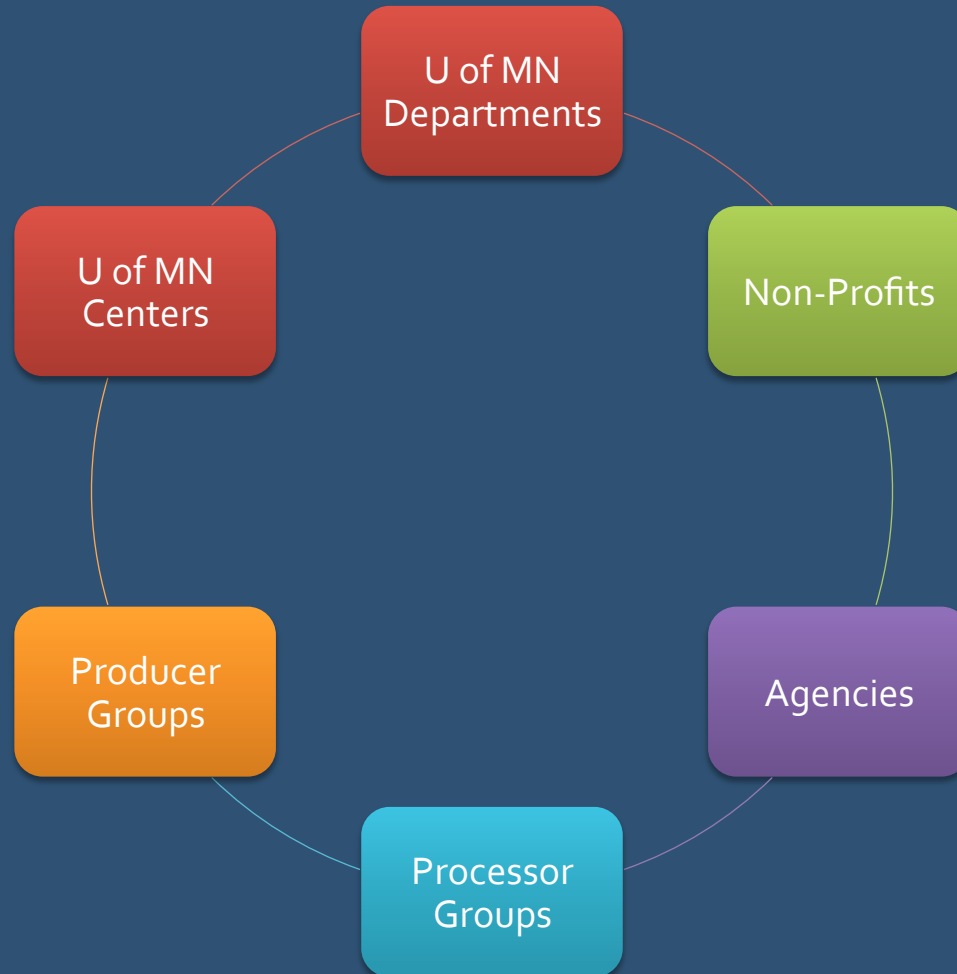 U of MN
Departments
U of MN
Centers
Non-Profits
Producer
Groups
Agencies
Processor
Groups